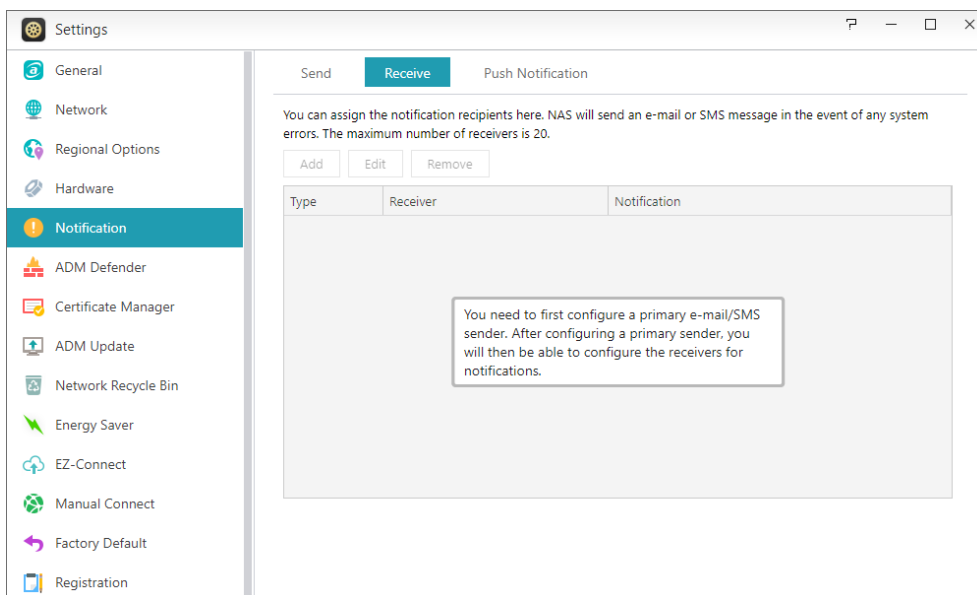 Settings
General
Network
Regional Options
Hardware
Notification
ADM Defender
Certificate Manager
ADM Update
Network Recycle Bin
Energy Saver
EZ-Connect
Manual Connect
Factory Default
Registration
Send Receive Push Notification
You can assign the notification recipients here. NAS will send an e-mail or SMS message in the event of any system
errors. The maximum number of receivers is 20.
Add Edit Remove
Type Receiver Notification
You need to first configure a primary e-mail/SMS
sender. After configuring a primary sender, you
will then be able to configure the receivers for
notifications.